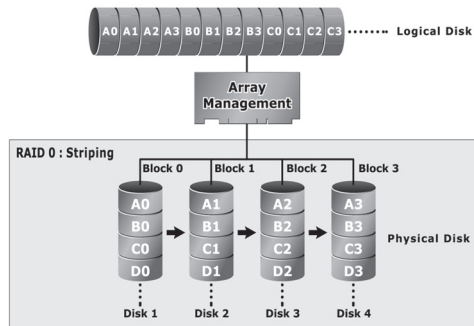 A0 A1 A2 A3 B0 B1 B2 B3 C0 C1 C2 C3 Logical Disk
Array
Management
RAID 0 : Striping
Block 0 Block 1 Block 2 Block 3
A0 A1 A2 A3
B0 B1 B2 B3
C0 C1 C2 C3
Physical Disk
D0 D1 D2 D3
Disk 1 Disk 2 Disk 3 Disk 4